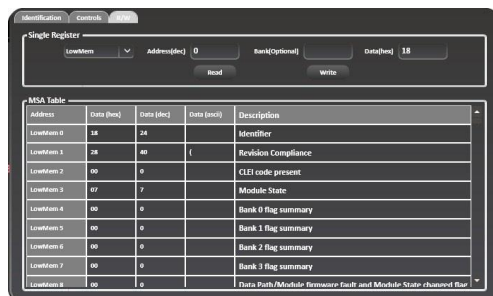 Identification Controls R/W
Single Register
LowMem Address(dec) 0 Bank(Optional) Data(hex) 18
Read Write
MSA Table
Address Data (hex) Data (dec) Data (ascii) Description
LowMem 0 18 24 Identifier
LowMem 1 28 40 ( Revision Compliance
LowMem 2 00 0 CLEI code present
LowMem 3 07 7 Module State
LowMem 4 00 0 Bank 0 flag summary
LowMem 5 00 0 Bank 1 flag summary
LowMem 6 00 0 Bank 2 flag summary
LowMem 7 00 0 Bank 3 flag summary
LowMem 8 00 0 Data Path/Module firmware fault and Module State changed flag